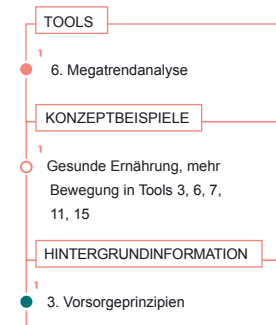 TOOLS
1
6. Megatrendanalyse
KONZEPTBEISPIELE
1
Gesunde Ernährung, mehr
Bewegung in Tools 3, 6, 7,
11, 15
HINTERGRUNDINFORMATION
1
3. Vorsorgeprinzipien